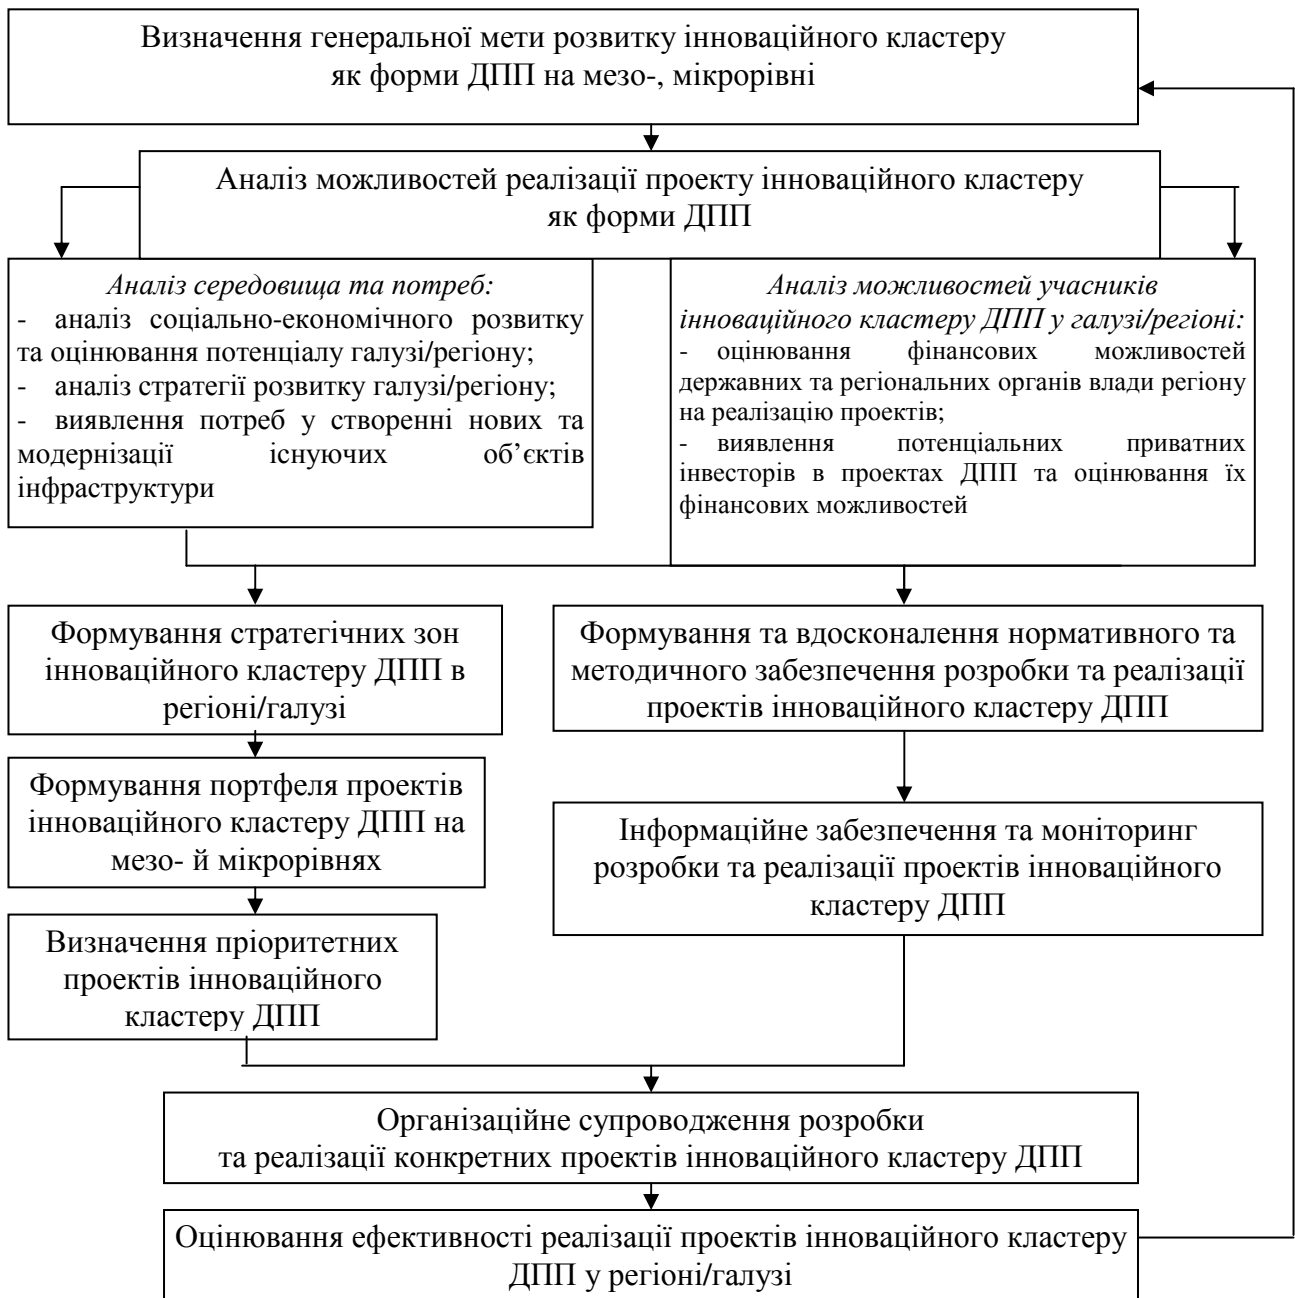 Визначення генеральної мети розвитку інноваційного кластеру
як форми ДПП на мезо-, мікрорівні
Аналіз можливостей реалізації проекту інноваційного кластеру
як форми ДПП
Аналіз середовища та потреб:
- аналіз соціально-економічного розвитку
та оцінювання потенціалу галузі/регіону;
- аналіз стратегії розвитку галузі/регіону;
- виявлення потреб у створенні нових та
модернізації існуючих об’єктів
інфраструктури
Аналіз можливостей учасників
інноваційного кластеру ДПП у галузі/регіоні:
- оцінювання фінансових можливостей
державних та регіональних органів влади регіону
на реалізацію проектів;
- виявлення потенціальних приватних
інвесторів в проектах ДПП та оцінювання їх
фінансових можливостей
Формування стратегічних зон
інноваційного кластеру ДПП в
регіоні/галузі
Формування та вдосконалення нормативного та
методичного забезпечення розробки та реалізації
проектів інноваційного кластеру ДПП
Формування портфеля проектів
інноваційного кластеру ДПП на
мезо- й мікрорівнях
Інформаційне забезпечення та моніторинг
розробки та реалізації проектів інноваційного
кластеру ДПП
Визначення пріоритетних
проектів інноваційного
кластеру ДПП
Організаційне супроводження розробки
та реалізації конкретних проектів інноваційного кластеру ДПП
Оцінювання ефективності реалізації проектів інноваційного кластеру
ДПП у регіоні/галузі